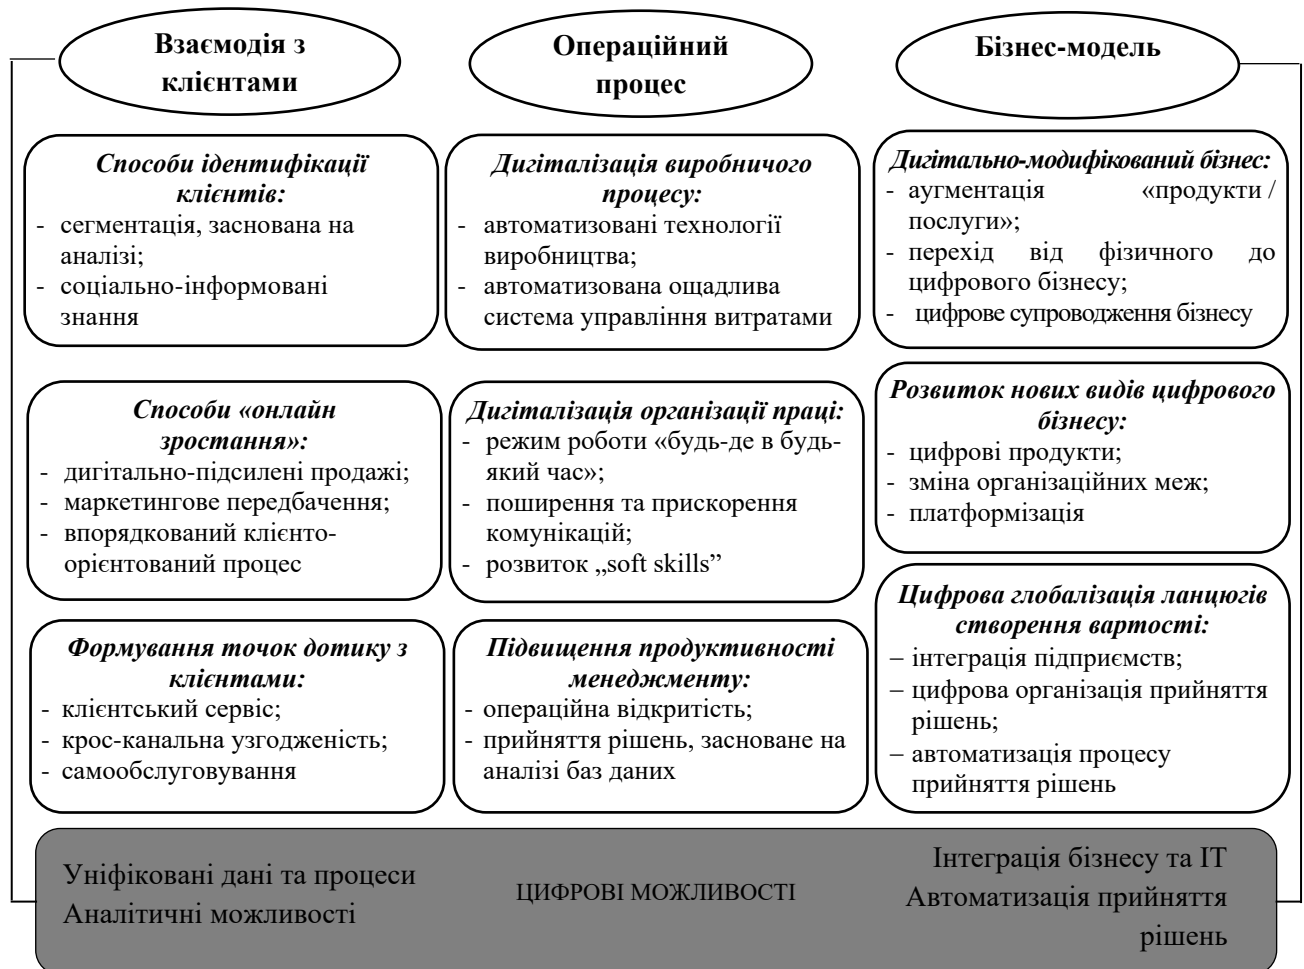 Взаємодія з
клієнтами
Операційний
процес
Бізнес-модель
Способи ідентифікації
клієнтів:
- сегментація, заснована на
аналізі;
- соціально-інформовані
знання
Дигіталізація виробничого
процесу:
- автоматизовані технології
виробництва;
- автоматизована ощадлива
система управління витратами
Дигітально-модифікований бізнес:
- аугментація «продукти /
послуги»;
- перехід від фізичного до
цифрового бізнесу;
- цифрове супроводження бізнесу
Способи «онлайн
зростання»:
- дигітально-підсилені продажі;
- маркетингове передбачення;
- впорядкований клієнто-
орієнтований процес
Дигіталізація організації праці:
- режим роботи «будь-де в будь-
який час»;
- поширення та прискорення
комунікацій;
- розвиток „soft skills”
Розвиток нових видів цифрового
бізнесу:
- цифрові продукти;
- зміна організаційних меж;
- платформізація
Формування точок дотику з
клієнтами:
- клієнтський сервіс;
- крос-канальна узгодженість;
- самообслуговування
Підвищення продуктивності
менеджменту:
- операційна відкритість;
- прийняття рішень, засноване на
аналізі баз даних
Цифрова глобалізація ланцюгів
створення вартості:
– інтеграція підприємств;
– цифрова організація прийняття
рішень;
– автоматизація процесу
прийняття рішень
Уніфіковані дані та процеси
Аналітичні можливості
ЦИФРОВІ МОЖЛИВОСТІ
Інтеграція бізнесу та ІТ
Автоматизація прийняття
рішень